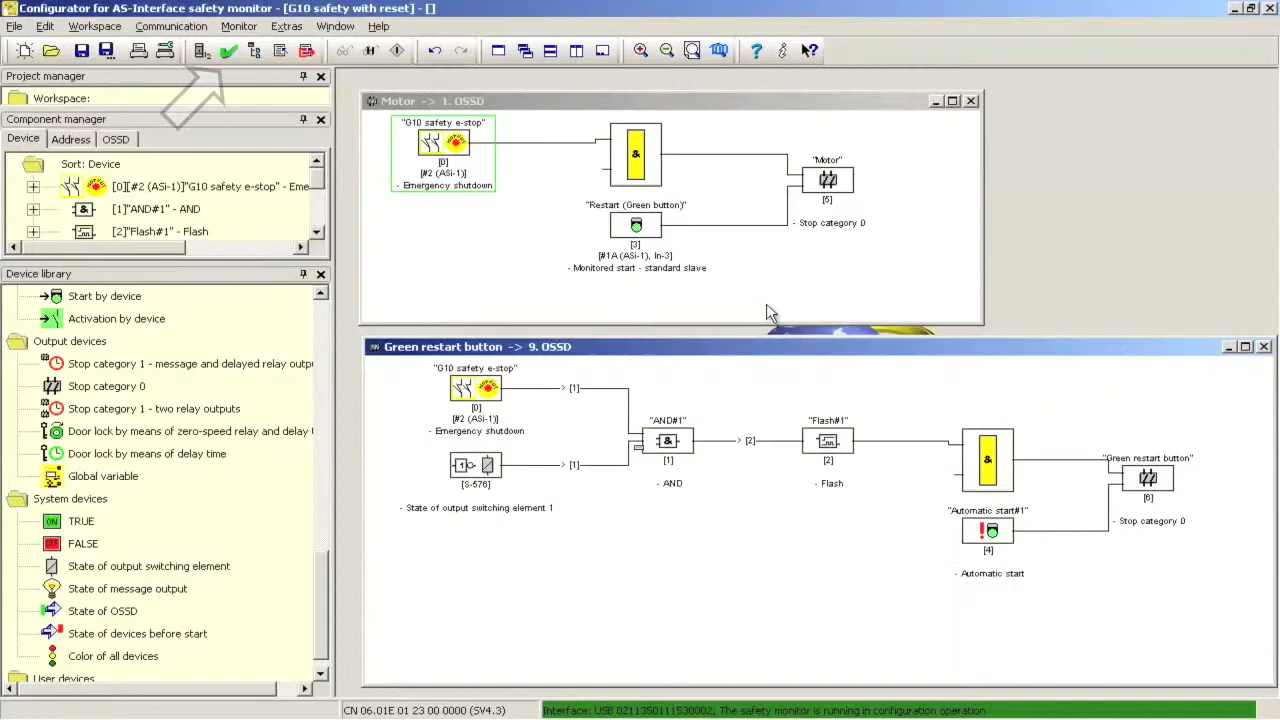 Configurator for AS-Interface safety monitor - [G10 safety with reset] - []
File Edit Workspace Communication Monitor Extras Window Help
Project manager
Workspace:
Component manager
Device Address OSSD
Sort: Device
[0][#2 (ASi-1)]"G10 safety e-stop" - Eme
[1]"AND#1" - AND
[2]"Flash#1" - Flash
Device library
Start by device
Activation by device
Output devices
Stop category 1 - message and delayed relay outp
Stop category 0
Stop category 1 - two relay outputs
Door lock by means of zero-speed relay and delay
Door lock by means of delay time
Global variable
System devices
ON TRUE
FALSE
State of output switching element
State of message output
State of OSSD
State of devices before start
Color of all devices
User devices
Motor -> 1. OSSD
"G10 safety e-stop"
[0]
[#2 (ASi-1)]
- Emergency shutdown
&
"Restart (Green button)"
[3]
[#1A (ASi-1), In-3]
- Monitored start - standard slave
"Motor"
[5]
- Stop category 0
Green restart button -> 9. OSSD
"G10 safety e-stop"
> [1]
[0]
[#2 (ASi-1)]
- Emergency shutdown
> [1]
[S-576]
- State of output switching element 1
"AND#1"
&
> [2]
[1]
- AND
"Flash#1"
[2]
- Flash
&
"Automatic start#1"
[4]
- Automatic start
"Green restart button"
[6]
- Stop category 0
CN 06.01E 01 23 00 0000 (SV4.3)
Interface: USB 0211350111530002; The safety monitor is running in configuration operation